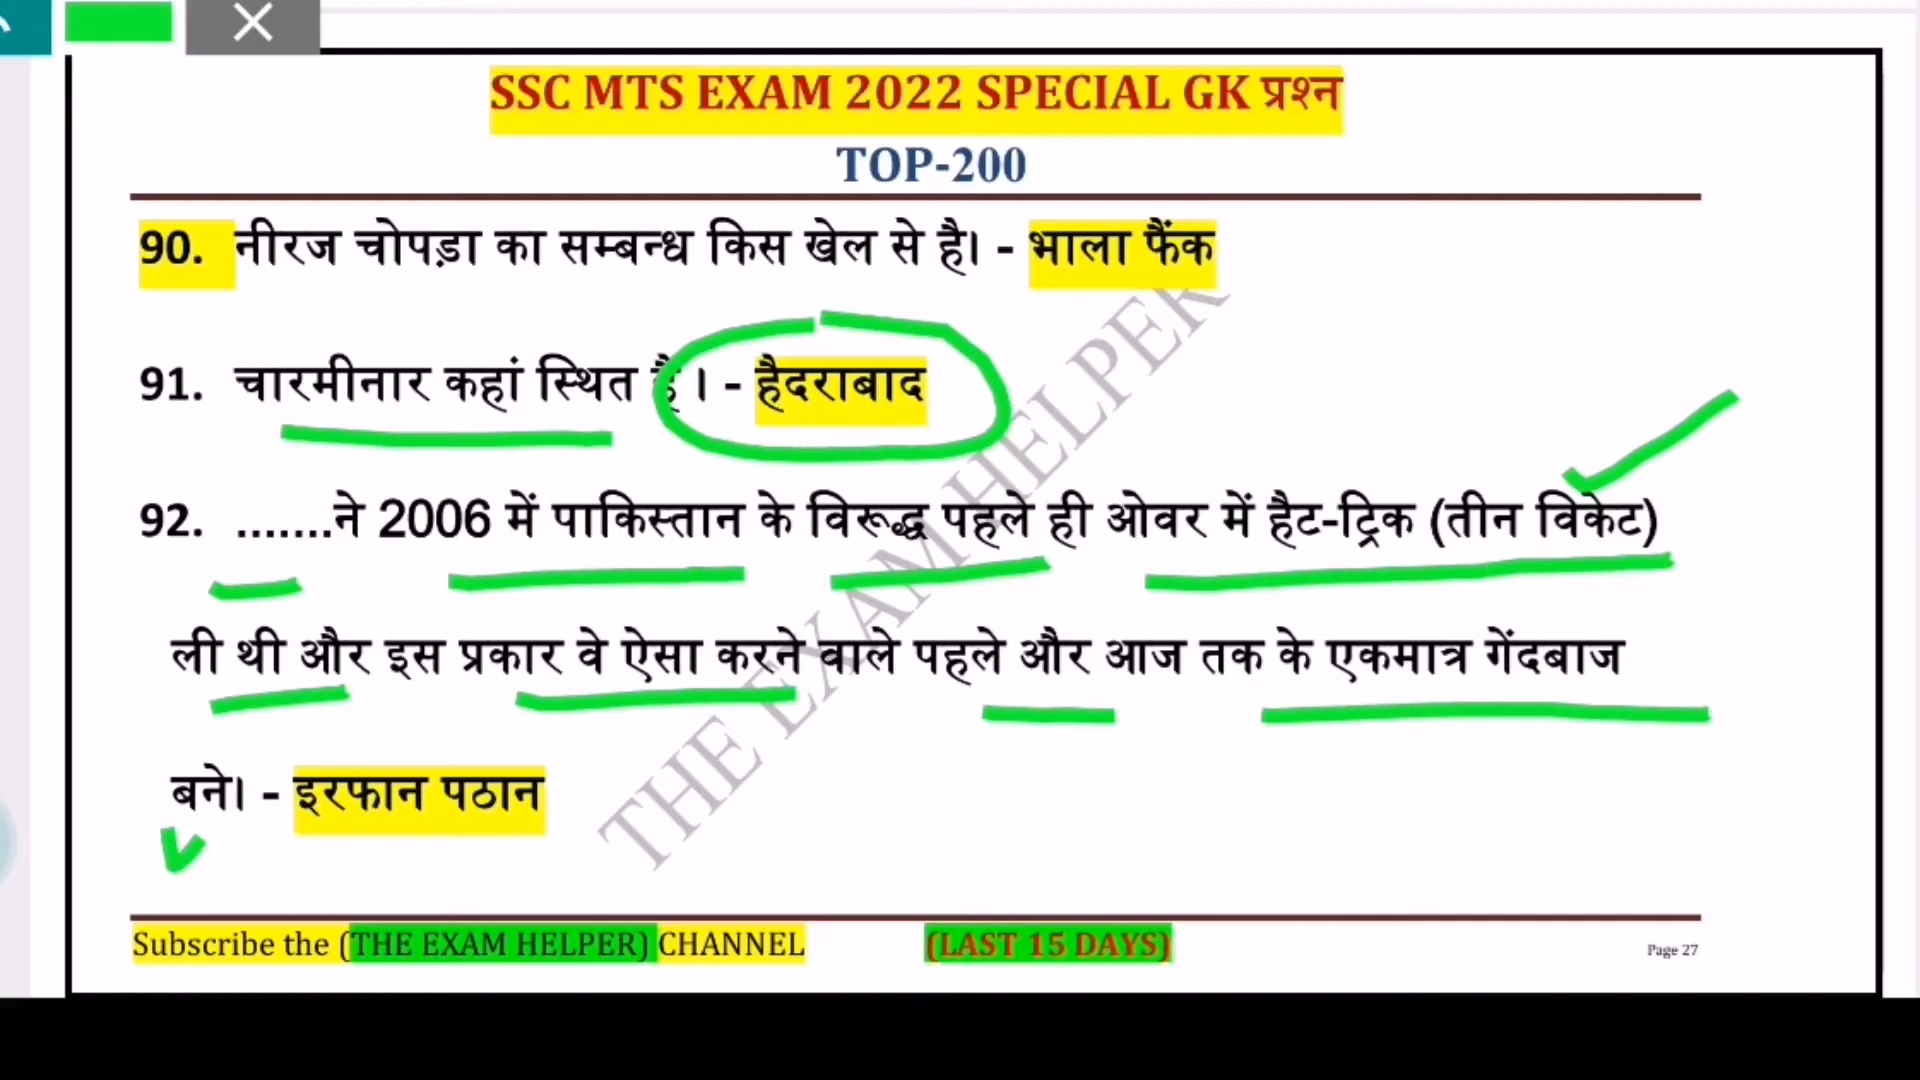 SSC MTS EXAM 2022 SPECIAL GK प्रश्न
TOP-200
90. नीरज चोपड़ा का सम्बन्ध किस खेल से है। - भाला फैंक
91. चारमीनार कहां स्थित है । - हैदराबाद
92. .......ने 2006 में पाकिस्तान के विरूद्ध पहले ही ओवर में हैट-ट्रिक (तीन विकेट)
ली थी और इस प्रकार वे ऐसा करने वाले पहले और आज तक के एकमात्र गेंदबाज
बने। - इरफान पठान
THE EXAM HELPER
Subscribe the (THE EXAM HELPER) CHANNEL (LAST 15 DAYS) Page 27